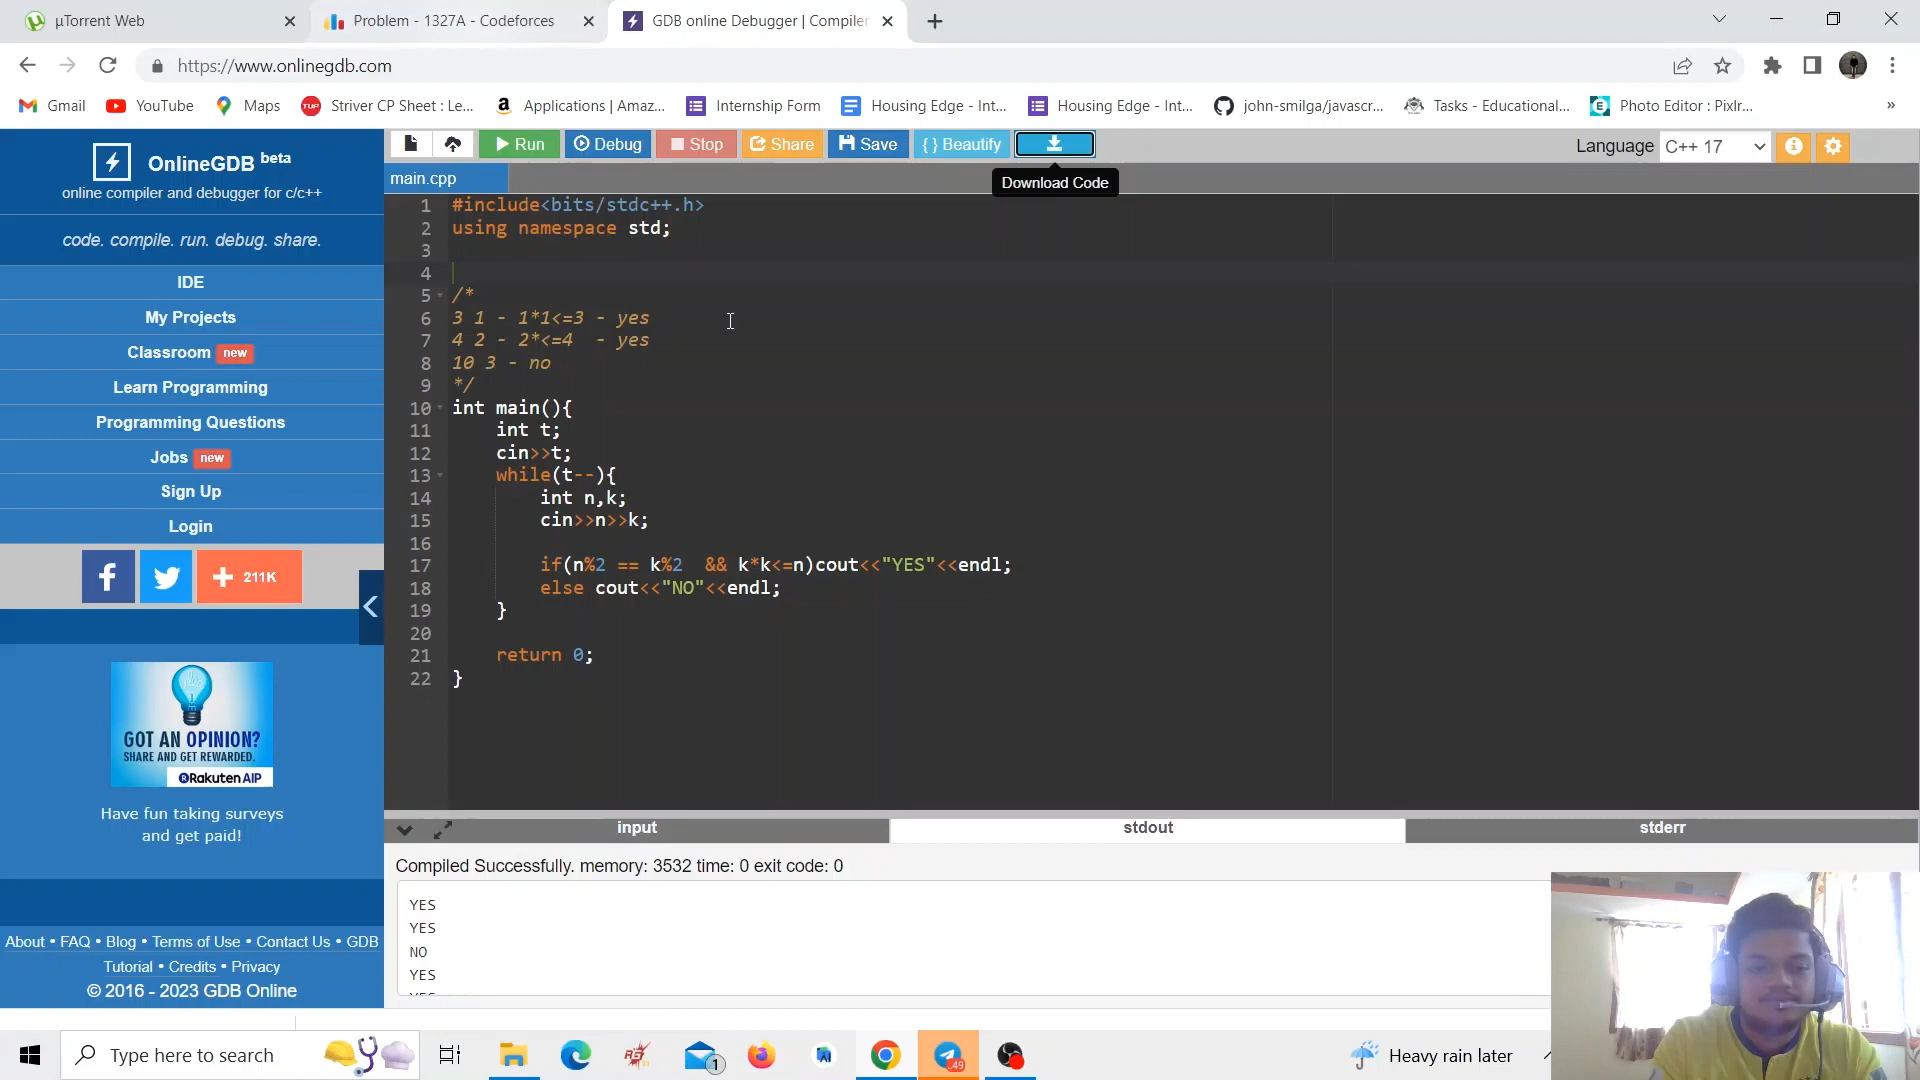 µTorrent Web
Problem - 1327A - Codeforces
GDB online Debugger | Compiler
https://www.onlinegdb.com
Gmail
YouTube
Maps
TUF
Striver CP Sheet : Le...
Applications | Amaz...
Internship Form
Housing Edge - Int...
Housing Edge - Int...
john-smilga/javascr...
Tasks - Educational...
Photo Editor : Pixlr...
»
OnlineGDB beta
online compiler and debugger for c/c++
code. compile. run. debug. share.
IDE
My Projects
Classroom new
Learn Programming
Programming Questions
Jobs new
Sign Up
Login
211K
GOT AN OPINION?
SHARE AND GET REWARDED.
Rakuten AIP
Have fun taking surveys
and get paid!
About • FAQ • Blog • Terms of Use • Contact Us • GDB
Tutorial • Credits • Privacy
© 2016 - 2023 GDB Online
Run
Debug
Stop
Share
Save
{ } Beautify
Language C++ 17
Download Code
main.cpp
1 #include<bits/stdc++.h>
2 using namespace std;
3
4
5 /*
6 3 1 - 1*1<=3 - yes
7 4 2 - 2*<=4  - yes
8 10 3 - no
9 */
10 int main(){
11     int t;
12     cin>>t;
13     while(t--){
14         int n,k;
15         cin>>n>>k;
16
17         if(n%2 == k%2  && k*k<=n)cout<<"YES"<<endl;
18         else cout<<"NO"<<endl;
19     }
20
21     return 0;
22 }
input
stdout
stderr
Compiled Successfully. memory: 3532 time: 0 exit code: 0
YES
YES
NO
YES
YES
Type here to search
1
49
Heavy rain later